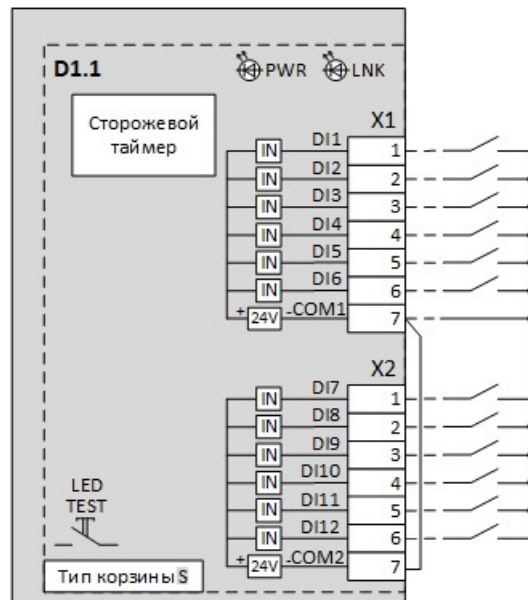 D1.1
PWR
LNK
Сторожевой
таймер
X1
DI1
IN
1
DI2
IN
2
DI3
IN
3
DI4
IN
4
DI5
IN
5
DI6
IN
6
+ 24V -COM1
7
X2
DI7
IN
1
DI8
IN
2
DI9
IN
3
DI10
IN
4
DI11
IN
5
DI12
IN
6
+ 24V -COM2
7
LED
TEST
Тип корзины S